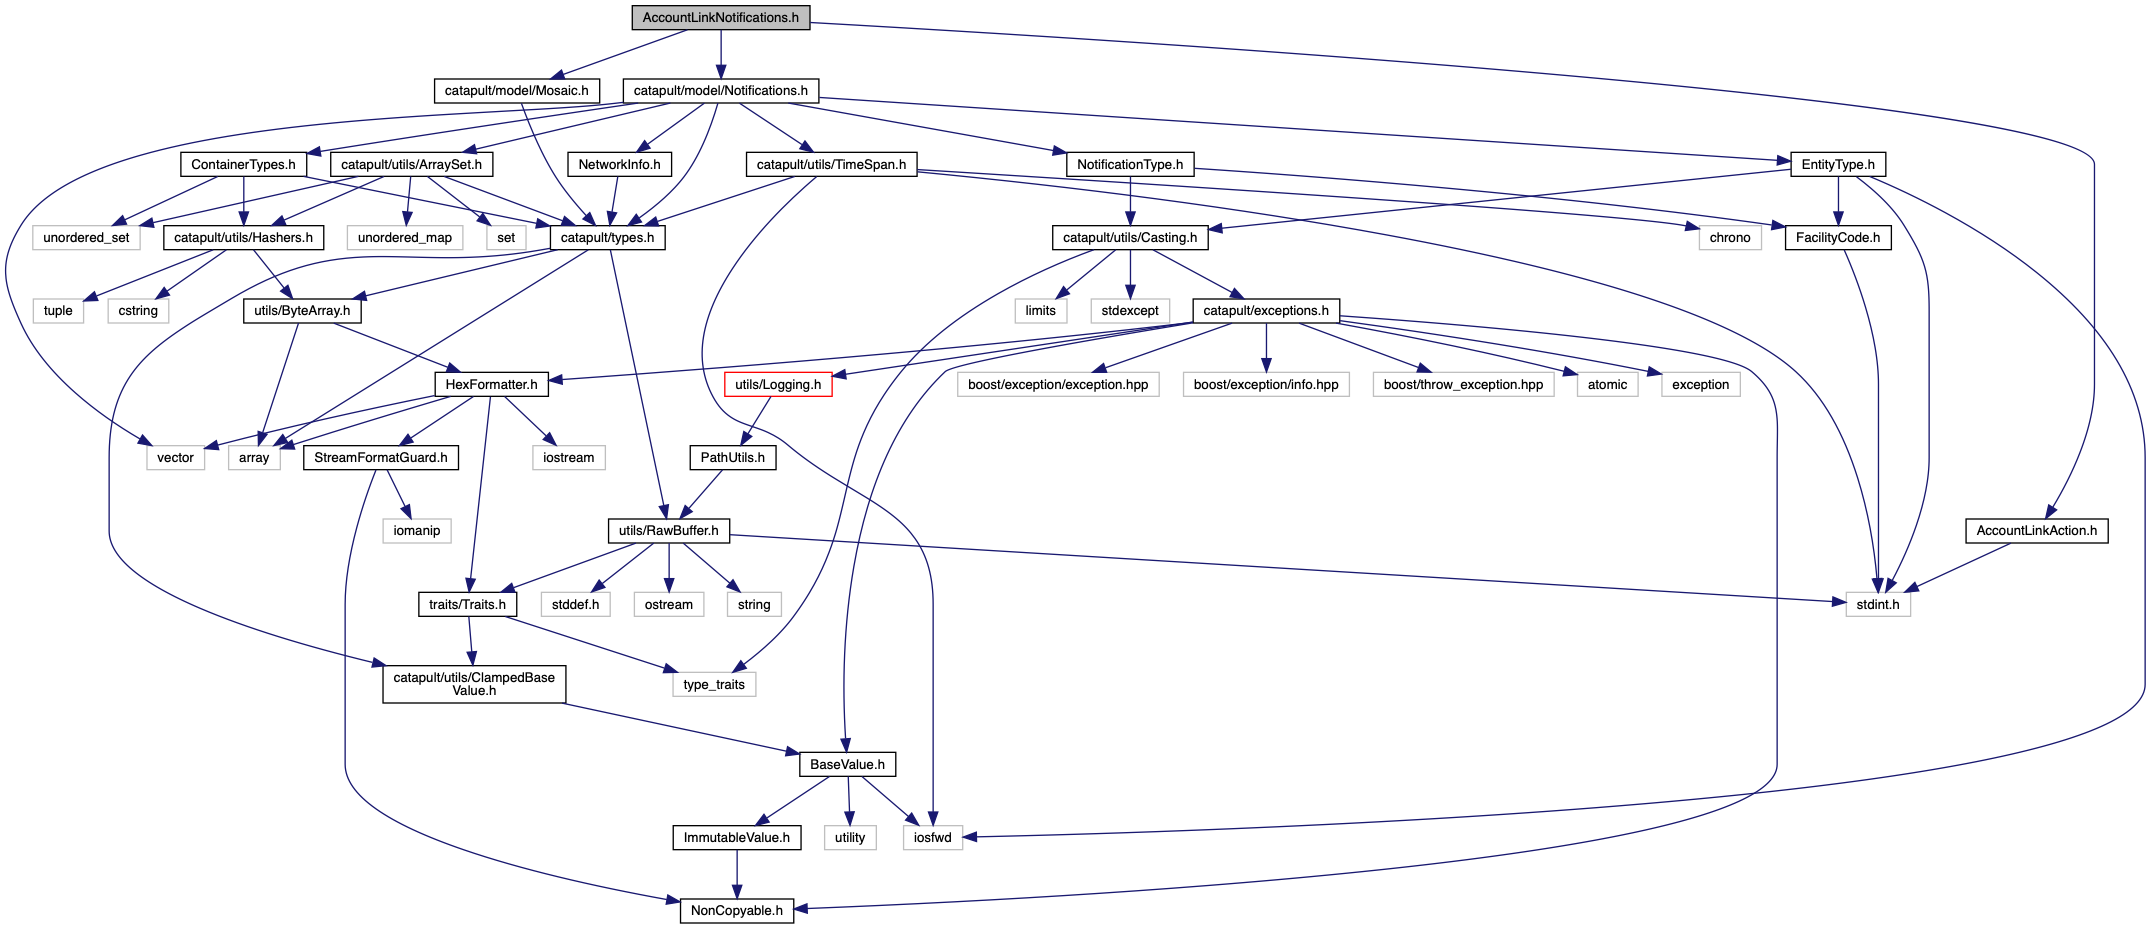 AccountLinkNotifications.h
catapult/model/Mosaic.h
catapult/model/Notifications.h
ContainerTypes.h
catapult/utils/ArraySet.h
NetworkInfo.h
catapult/utils/TimeSpan.h
NotificationType.h
EntityType.h
unordered_set
catapult/utils/Hashers.h
unordered_map
set
catapult/types.h
catapult/utils/Casting.h
chrono
FacilityCode.h
tuple
cstring
utils/ByteArray.h
limits
stdexcept
catapult/exceptions.h
HexFormatter.h
utils/Logging.h
boost/exception/exception.hpp
boost/exception/info.hpp
boost/throw_exception.hpp
atomic
exception
vector
array
StreamFormatGuard.h
iostream
PathUtils.h
iomanip
utils/RawBuffer.h
AccountLinkAction.h
traits/Traits.h
stddef.h
ostream
string
stdint.h
catapult/utils/ClampedBase
Value.h
type_traits
BaseValue.h
ImmutableValue.h
utility
iosfwd
NonCopyable.h